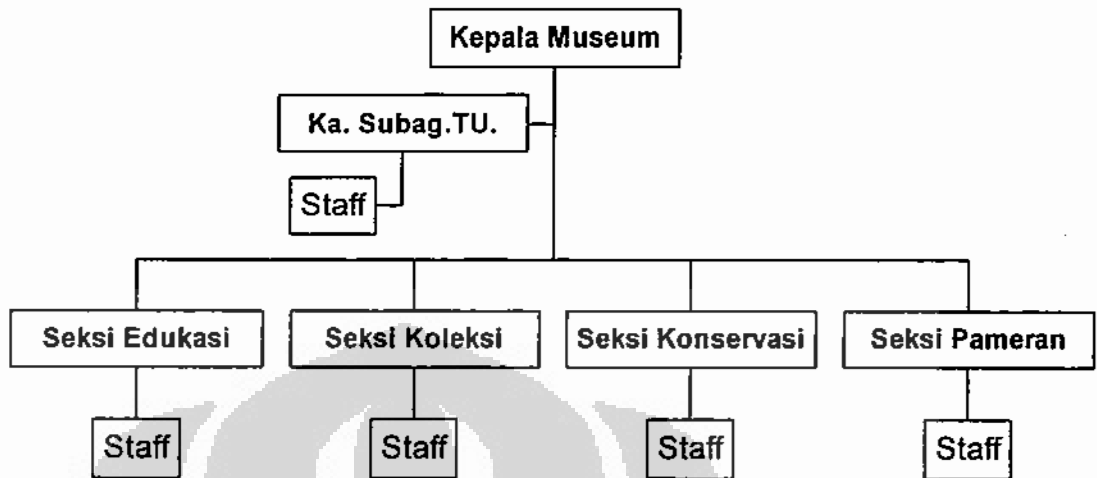 Kepala Museum
Ka. Subag.TU.
Staff
Seksi Edukasi
Seksi Koleksi
Seksi Konservasi
Seksi Pameran
Staff
Staff
Staff
Staff